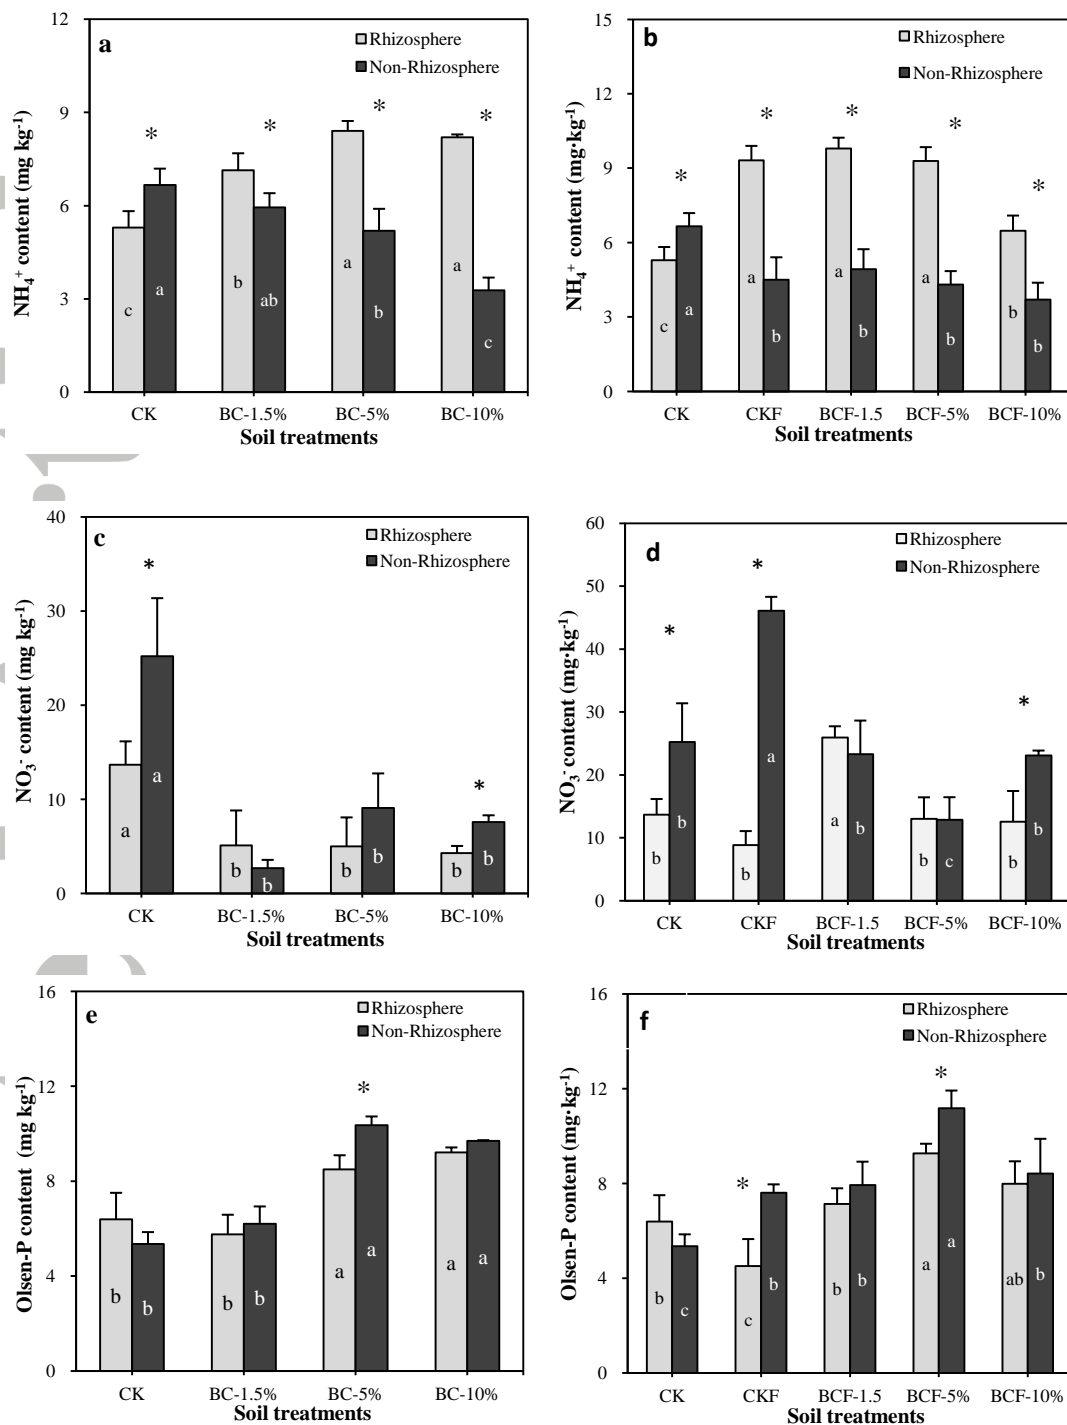 a
12
9
6
3
0
NH₄⁺ content (mg kg⁻¹)
Rhizosphere
Non-Rhizosphere
* * * *
c a b ab a b a c
CK BC-1.5% BC-5% BC-10%
Soil treatments
b
15
12
9
6
3
0
NH₄⁺ content (mg·kg⁻¹)
Rhizosphere
Non-Rhizosphere
* * * * *
c a a b a b a b b b
CK CKF BCF-1.5 BCF-5% BCF-10%
Soil treatments
c
40
30
20
10
0
NO₃⁻ content (mg kg⁻¹)
Rhizosphere
Non-Rhizosphere
* *
a a b b b b b b
CK BC-1.5% BC-5% BC-10%
Soil treatments
d
60
50
40
30
20
10
0
NO₃⁻ content (mg·kg⁻¹)
Rhizosphere
Non-Rhizosphere
* * *
b b b a a b b c b b
CK CKF BCF-1.5 BCF-5% BCF-10%
Soil treatments
e
16
12
8
4
0
Olsen-P content (mg kg⁻¹)
Rhizosphere
Non-Rhizosphere
*
b b b b a a a a
CK BC-1.5% BC-5% BC-10%
Soil treatments
f
16
12
8
4
0
Olsen-P content (mg·kg⁻¹)
Rhizosphere
Non-Rhizosphere
* *
b c c b b b a a ab b
CK CKF BCF-1.5 BCF-5% BCF-10%
Soil treatments